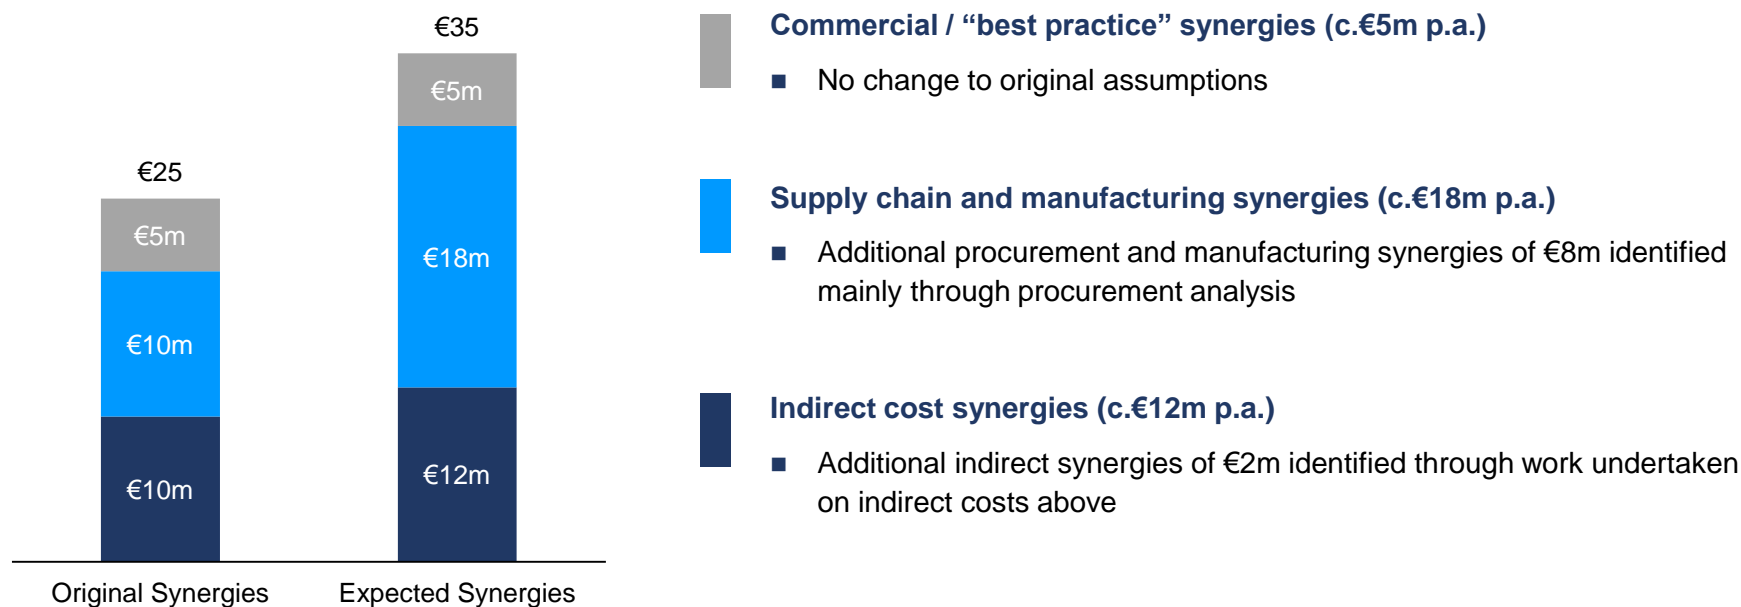 €35
€5m
€18m
€12m
€25
€5m
€10m
€10m
Original Synergies
Expected Synergies
Commercial / “best practice” synergies (c.€5m p.a.)
■ No change to original assumptions
Supply chain and manufacturing synergies (c.€18m p.a.)
■ Additional procurement and manufacturing synergies of €8m identified
mainly through procurement analysis
Indirect cost synergies (c.€12m p.a.)
■ Additional indirect synergies of €2m identified through work undertaken
on indirect costs above